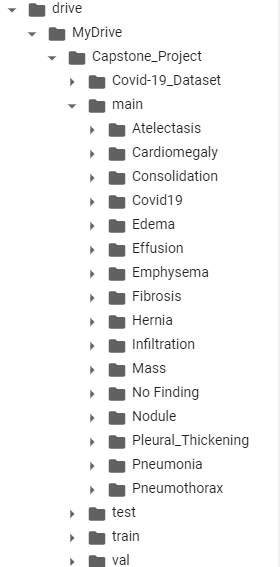 drive
MyDrive
Capstone_Project
Covid-19_Dataset
main
Atelectasis
Cardiomegaly
Consolidation
Covid19
Edema
Effusion
Emphysema
Fibrosis
Hernia
Infiltration
Mass
No Finding
Nodule
Pleural_Thickening
Pneumonia
Pneumothorax
test
train
val